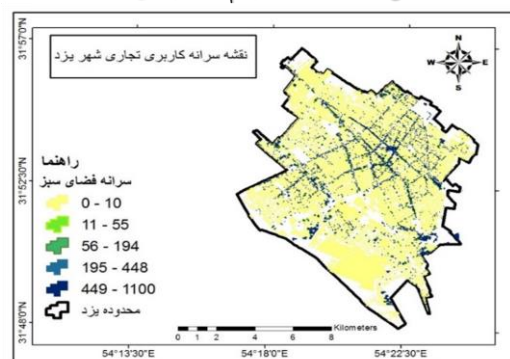 نقشه سرانه کاربری تجاری شهر یزد
N
W E
S
31°57'0"N
31°52'30"N
31°48'0"N
راهنما
سرانه فضای سبز
0 - 10
11 - 55
56 - 194
195 - 448
449 - 1100
محدوده یزد
Kilometers
0 1 2 4 6 8
54°13'30"E 54°18'0"E 54°22'30"E